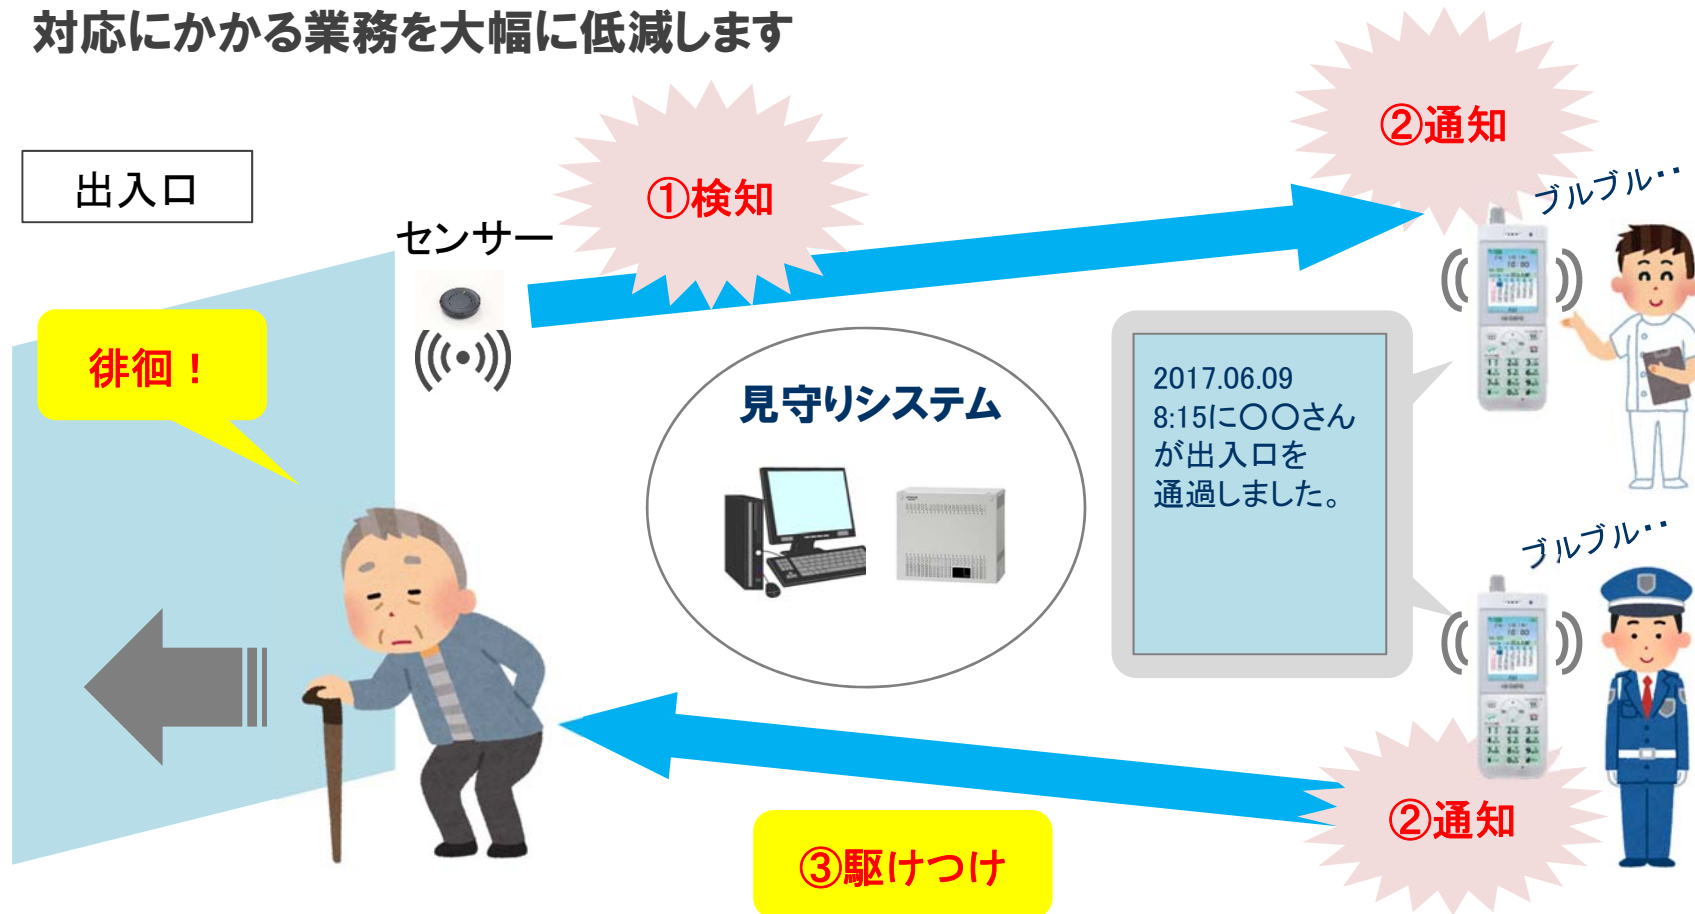 対応にかかる業務を大幅に低減します
②通知
①検知
出入口
ブルブル・・
センサー
徘徊！
見守りシステム
2017.06.09
8:15に〇〇さん
が出入口を
通過しました。
ブルブル・・
②通知
③駆けつけ